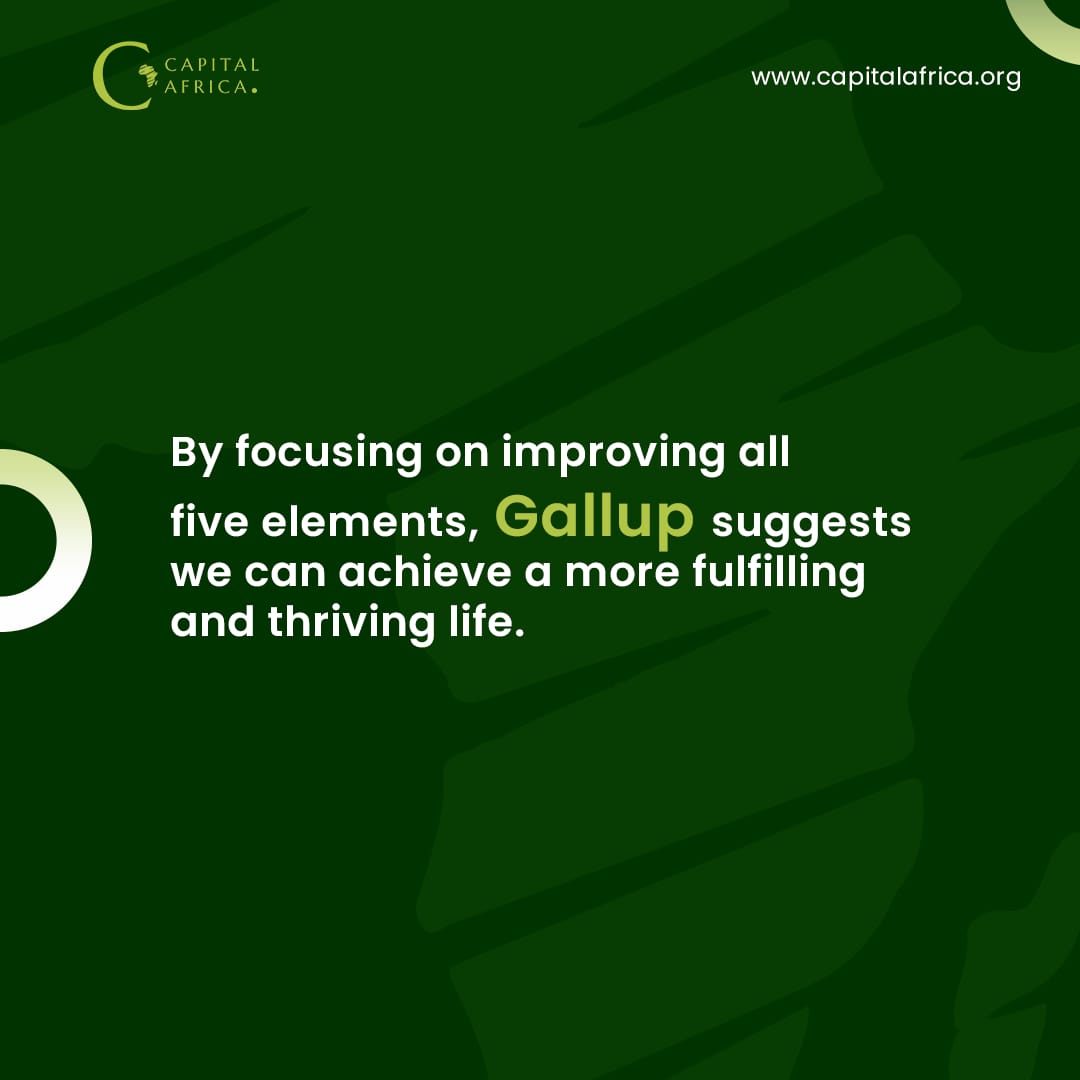 CAPITAL
AFRICA.
www.capitalafrica.org
By focusing on improving all
five elements, Gallup suggests
we can achieve a more fulfilling
and thriving life.